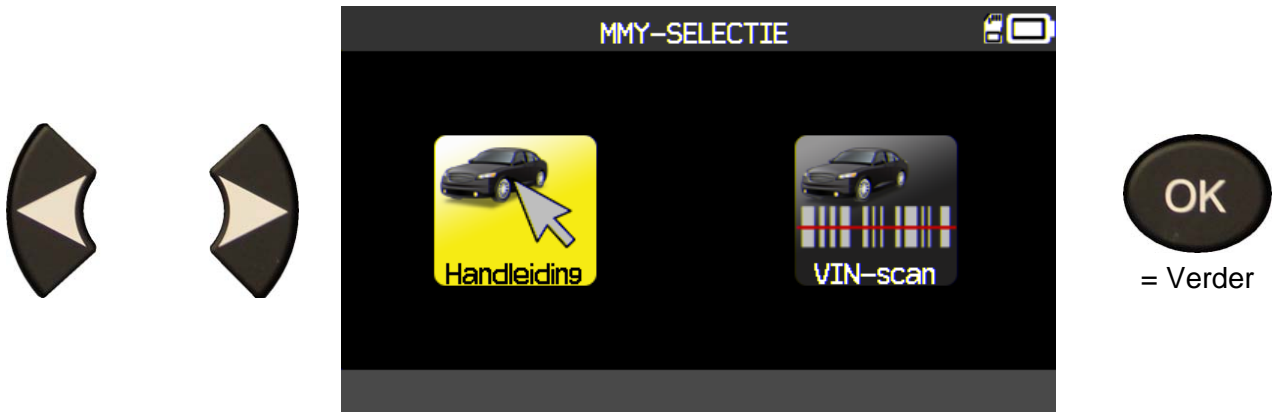 MMY-SELECTIE
Handleiding
VIN-scan
OK
= Verder